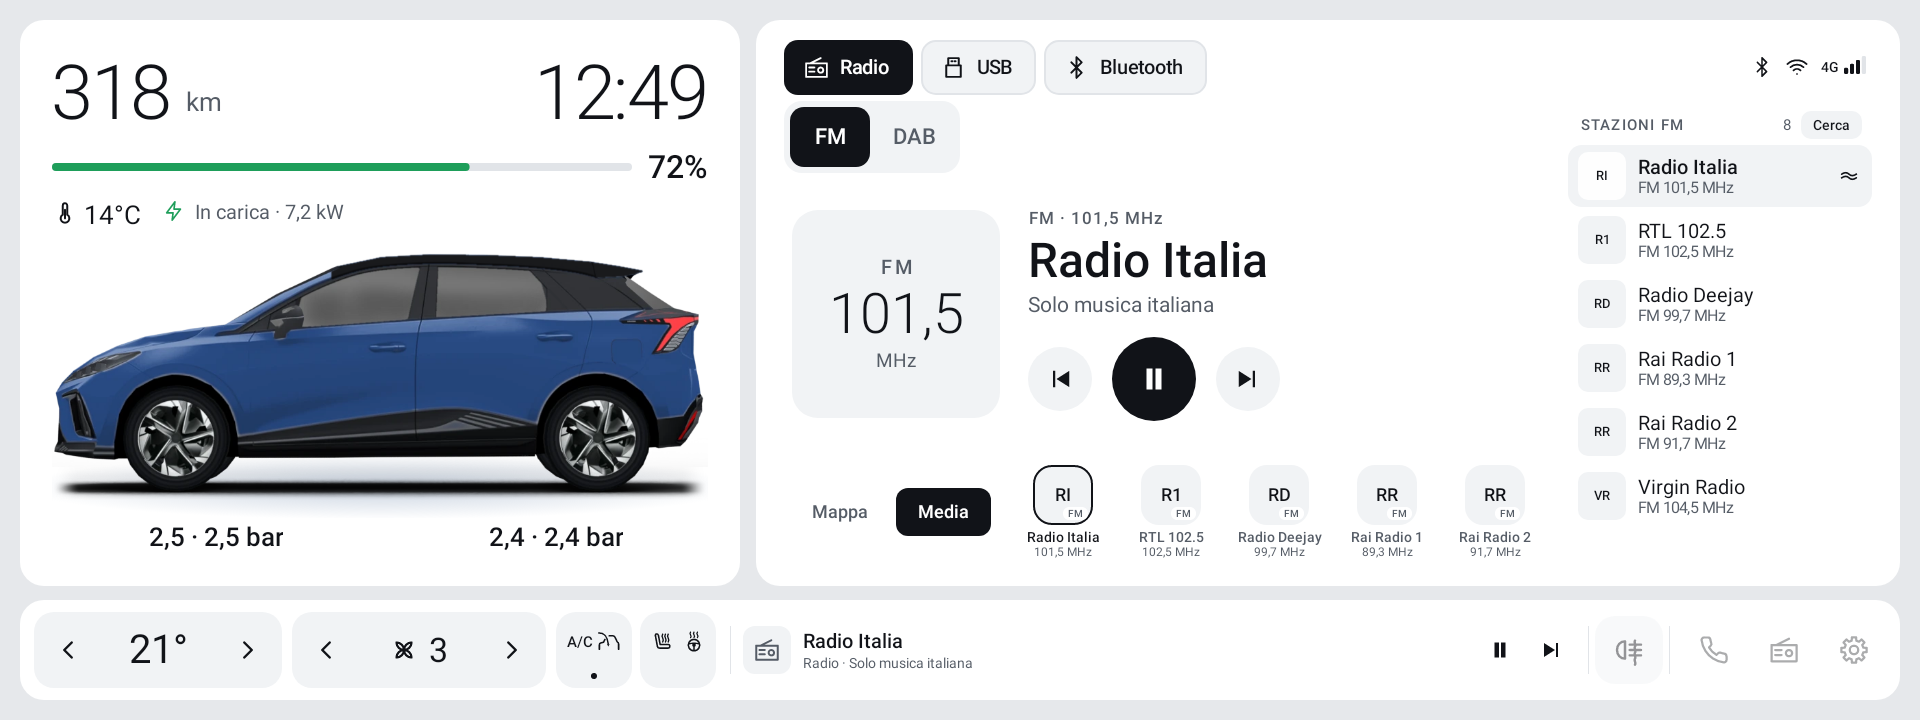 318 km
12:49
72%
14°C
In carica · 7,2 kW
2,5 · 2,5 bar
2,4 · 2,4 bar
Radio
USB
Bluetooth
4G
FM
DAB
FM
101,5
MHz
FM · 101,5 MHz
Radio Italia
Solo musica italiana
Mappa
Media
RI
FM
Radio Italia
101,5 MHz
R1
FM
RTL 102.5
102,5 MHz
RD
FM
Radio Deejay
99,7 MHz
RR
FM
Rai Radio 1
89,3 MHz
RR
FM
Rai Radio 2
91,7 MHz
STAZIONI FM
8
Cerca
RI
Radio Italia
FM 101,5 MHz
R1
RTL 102.5
FM 102,5 MHz
RD
Radio Deejay
FM 99,7 MHz
RR
Rai Radio 1
FM 89,3 MHz
RR
Rai Radio 2
FM 91,7 MHz
VR
Virgin Radio
FM 104,5 MHz
21°
3
A/C
Radio Italia
Radio · Solo musica italiana